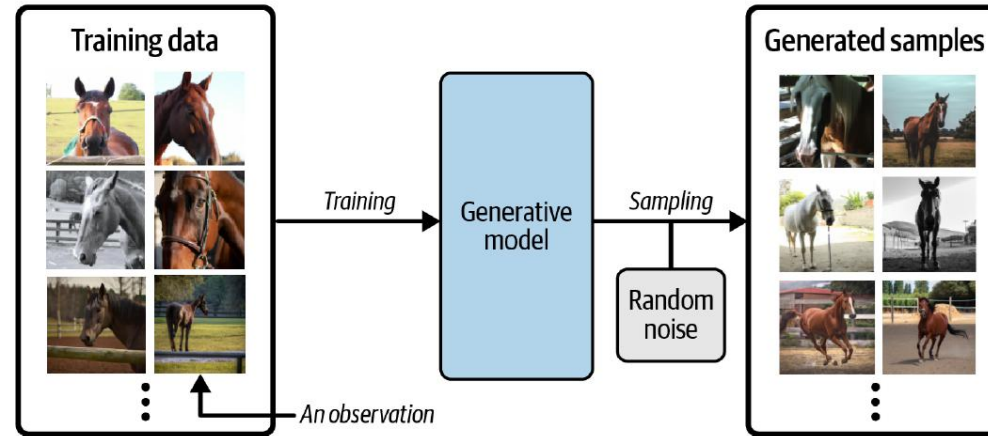 Training data
Training
Generative
model
Sampling
Random
noise
Generated samples
An observation